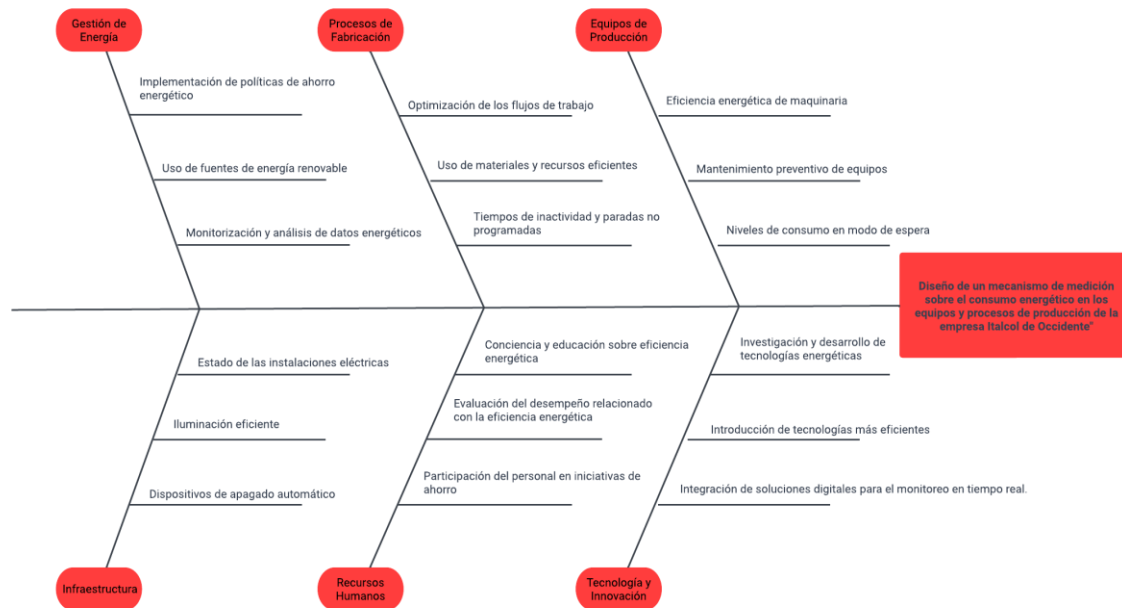 Gestión de
Energía
Procesos de
Fabricación
Equipos de
Producción
Implementación de políticas de ahorro
energético
Optimización de los flujos de trabajo
Eficiencia energética de maquinaria
Uso de fuentes de energía renovable
Uso de materiales y recursos eficientes
Mantenimiento preventivo de equipos
Monitorización y análisis de datos energéticos
Tiempos de inactividad y paradas no
programadas
Niveles de consumo en modo de espera
Diseño de un mecanismo de medición
sobre el consumo energético en los
equipos y procesos de producción de la
empresa Italcol de Occidente"
Estado de las instalaciones eléctricas
Conciencia y educación sobre eficiencia
energética
Investigación y desarrollo de
tecnologías energéticas
Iluminación eficiente
Evaluación del desempeño relacionado
con la eficiencia energética
Introducción de tecnologías más eficientes
Dispositivos de apagado automático
Participación del personal en iniciativas de
ahorro
Integración de soluciones digitales para el monitoreo en tiempo real.
Infraestructura
Recursos
Humanos
Tecnología y
Innovación